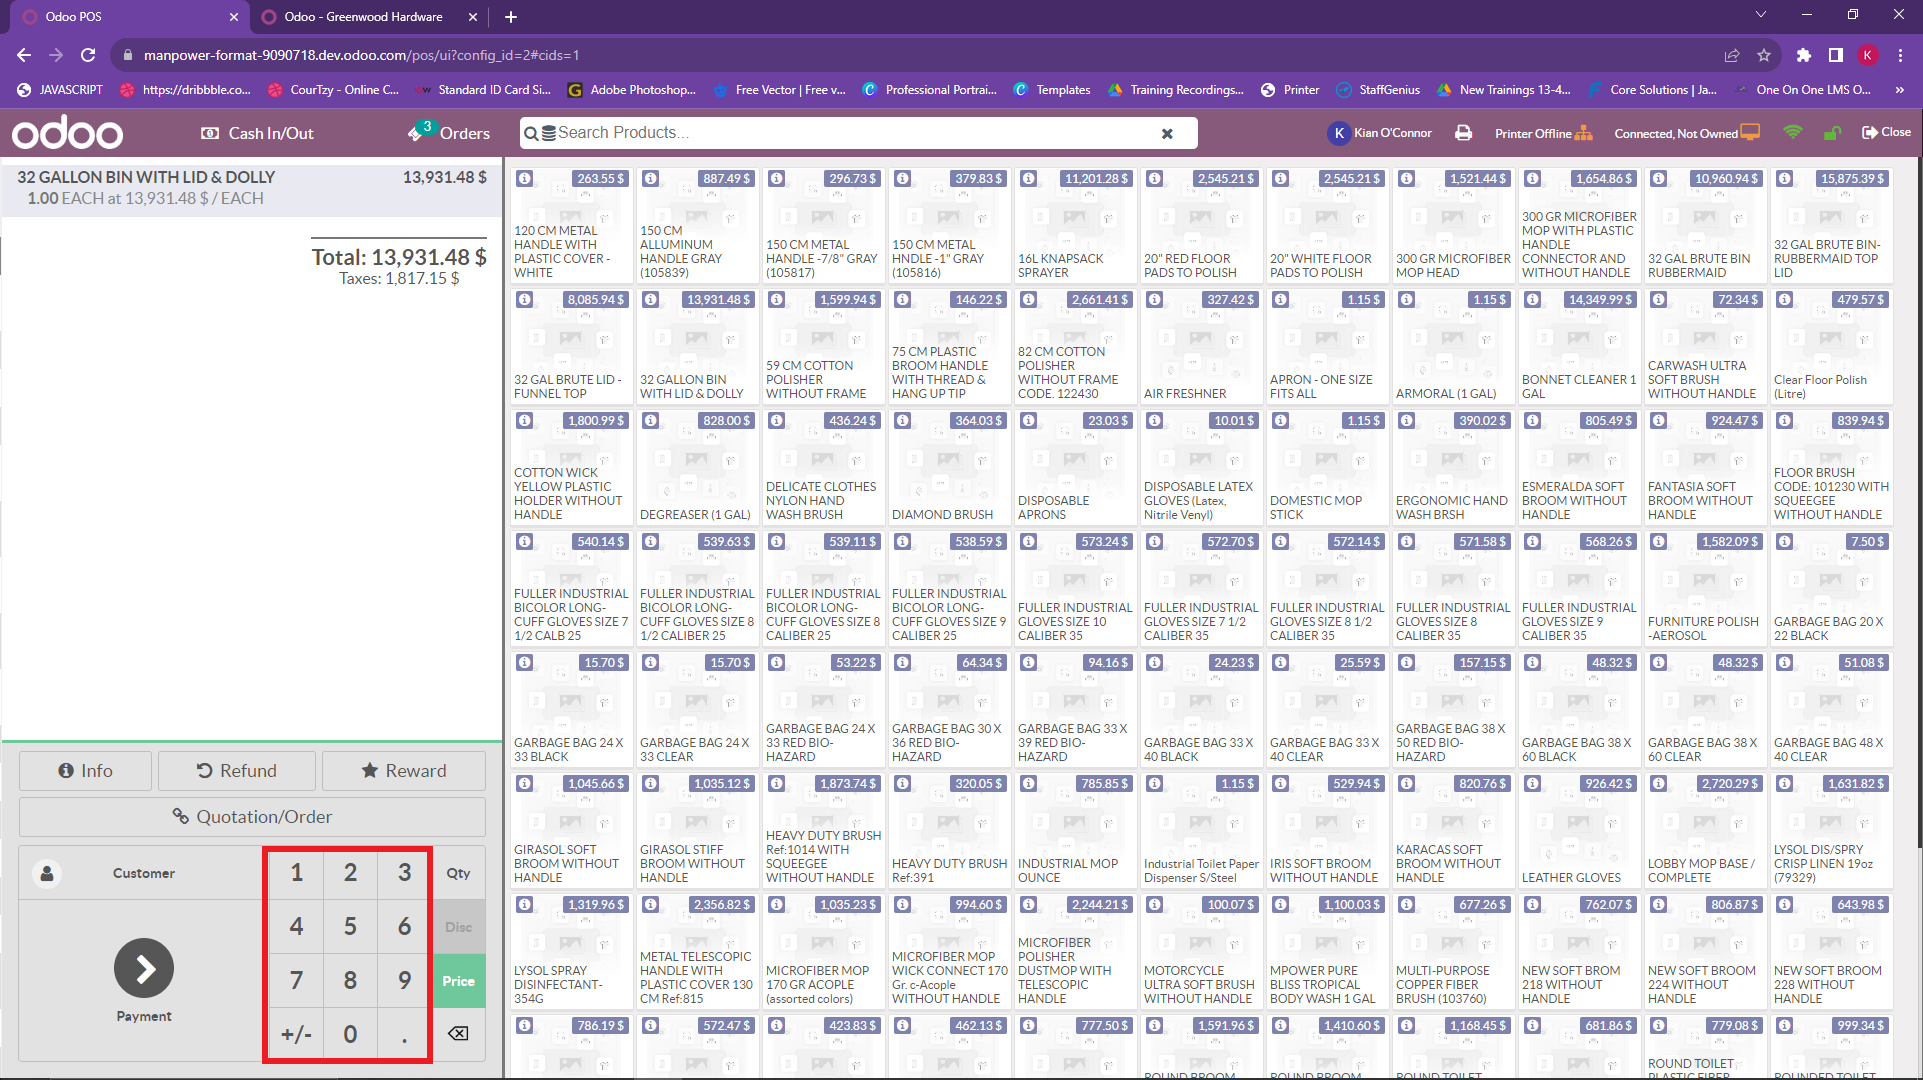 Odoo POS
Odoo - Greenwood Hardware
manpower-format-9090718.dev.odoo.com/pos/ui?config_id=2#cids=1
K
JAVASCRIPT
https://dribbble.co...
CourTzy - Online C...
Standard ID Card Si...
Adobe Photoshop...
Free Vector | Free v...
Professional Portrai...
Templates
Training Recordings...
Printer
StaffGenius
New Trainings 13-4...
Core Solutions | Ja...
One On One LMS O...
»
odoo
Cash In/Out
3
Orders
Search Products...
K
Kian O'Connor
Printer Offline
Connected, Not Owned
Close
32 GALLON BIN WITH LID & DOLLY 13,931.48 $
1.00 EACH at 13,931.48 $ / EACH
Total: 13,931.48 $
Taxes: 1,817.15 $
Info
Refund
Reward
Quotation/Order
Customer
Payment
1 2 3 Qty
4 5 6 Disc
7 8 9 Price
+/- 0 .
263.55 $
120 CM METAL
HANDLE WITH
PLASTIC COVER -
WHITE
887.49 $
150 CM
ALLUMINUM
HANDLE GRAY
(105839)
296.73 $
150 CM METAL
HANDLE -7/8" GRAY
(105817)
379.83 $
150 CM METAL
HNDLE -1" GRAY
(105816)
11,201.28 $
16L KNAPSACK
SPRAYER
2,545.21 $
20" RED FLOOR
PADS TO POLISH
2,545.21 $
20" WHITE FLOOR
PADS TO POLISH
1,521.44 $
300 GR MICROFIBER
MOP HEAD
1,654.86 $
300 GR MICROFIBER
MOP WITH PLASTIC
HANDLE
CONNECTOR AND
WITHOUT HANDLE
10,960.94 $
32 GAL BRUTE BIN
RUBBERMAID
15,875.39 $
32 GAL BRUTE BIN-
RUBBERMAID TOP
LID
8,085.94 $
32 GAL BRUTE LID -
FUNNEL TOP
13,931.48 $
32 GALLON BIN
WITH LID & DOLLY
1,599.94 $
59 CM COTTON
POLISHER
WITHOUT FRAME
146.22 $
75 CM PLASTIC
BROOM HANDLE
WITH THREAD &
HANG UP TIP
2,661.41 $
82 CM COTTON
POLISHER
WITHOUT FRAME
CODE. 122430
327.42 $
AIR FRESHNER
1.15 $
APRON - ONE SIZE
FITS ALL
1.15 $
ARMORAL (1 GAL)
14,349.99 $
BONNET CLEANER 1
GAL
72.34 $
CARWASH ULTRA
SOFT BRUSH
WITHOUT HANDLE
479.57 $
Clear Floor Polish
(Litre)
1,800.99 $
COTTON WICK
YELLOW PLASTIC
HOLDER WITHOUT
HANDLE
828.00 $
DEGREASER (1 GAL)
436.24 $
DELICATE CLOTHES
NYLON HAND
WASH BRUSH
364.03 $
DIAMOND BRUSH
23.03 $
DISPOSABLE
APRONS
10.01 $
DISPOSABLE LATEX
GLOVES (Latex,
Nitrile Venyl)
1.15 $
DOMESTIC MOP
STICK
390.02 $
ERGONOMIC HAND
WASH BRSH
805.49 $
ESMERALDA SOFT
BROOM WITHOUT
HANDLE
924.47 $
FANTASIA SOFT
BROOM WITHOUT
HANDLE
839.94 $
FLOOR BRUSH
CODE: 101230 WITH
SQUEEGEE
WITHOUT HANDLE
540.14 $
FULLER INDUSTRIAL
BICOLOR LONG-
CUFF GLOVES SIZE 7
1/2 CALB 25
539.63 $
FULLER INDUSTRIAL
BICOLOR LONG-
CUFF GLOVES SIZE 8
1/2 CALIBER 25
539.11 $
FULLER INDUSTRIAL
BICOLOR LONG-
CUFF GLOVES SIZE 8
CALIBER 25
538.59 $
FULLER INDUSTRIAL
BICOLOR LONG-
CUFF GLOVES SIZE 9
CALIBER 25
573.24 $
FULLER INDUSTRIAL
GLOVES SIZE 10
CALIBER 35
572.70 $
FULLER INDUSTRIAL
GLOVES SIZE 7 1/2
CALIBER 35
572.14 $
FULLER INDUSTRIAL
GLOVES SIZE 8 1/2
CALIBER 35
571.58 $
FULLER INDUSTRIAL
GLOVES SIZE 8
CALIBER 35
568.26 $
FULLER INDUSTRIAL
GLOVES SIZE 9
CALIBER 35
1,582.09 $
FURNITURE POLISH
-AEROSOL
7.50 $
GARBAGE BAG 20 X
22 BLACK
15.70 $
GARBAGE BAG 24 X
33 BLACK
15.70 $
GARBAGE BAG 24 X
33 CLEAR
53.22 $
GARBAGE BAG 24 X
33 RED BIO-
HAZARD
64.34 $
GARBAGE BAG 30 X
36 RED BIO-
HAZARD
94.16 $
GARBAGE BAG 33 X
39 RED BIO-
HAZARD
24.23 $
GARBAGE BAG 33 X
40 BLACK
25.59 $
GARBAGE BAG 33 X
40 CLEAR
157.15 $
GARBAGE BAG 38 X
50 RED BIO-
HAZARD
48.32 $
GARBAGE BAG 38 X
60 BLACK
48.32 $
GARBAGE BAG 38 X
60 CLEAR
51.08 $
GARBAGE BAG 48 X
40 CLEAR
1,045.66 $
GIRASOL SOFT
BROOM WITHOUT
HANDLE
1,035.12 $
GIRASOL STIFF
BROOM WITHOUT
HANDLE
1,873.74 $
HEAVY DUTY BRUSH
Ref:1014 WITH
SQUEEGEE
WITHOUT HANDLE
320.05 $
HEAVY DUTY BRUSH
Ref:391
785.85 $
INDUSTRIAL MOP
OUNCE
1.15 $
Industrial Toilet Paper
Dispenser S/Steel
529.94 $
IRIS SOFT BROOM
WITHOUT HANDLE
820.76 $
KARACAS SOFT
BROOM WITHOUT
HANDLE
926.42 $
LEATHER GLOVES
2,720.29 $
LOBBY MOP BASE /
COMPLETE
1,631.82 $
LYSOL DIS/SPRY
CRISP LINEN 19oz
(79329)
1,319.96 $
LYSOL SPRAY
DISINFECTANT-
354G
2,356.82 $
METAL TELESCOPIC
HANDLE WITH
PLASTIC COVER 130
CM Ref:815
1,035.23 $
MICROFIBER MOP
170 GR ACOPLE
(assorted colors)
994.60 $
MICROFIBER MOP
WICK CONNECT 170
Gr. c-Acople
WITHOUT HANDLE
2,244.21 $
MICROFIBER
POLISHER
DUSTMOP WITH
TELESCOPIC
HANDLE
100.07 $
MOTORCYCLE
ULTRA SOFT BRUSH
WITHOUT HANDLE
1,100.03 $
MPOWER PURE
BLISS TROPICAL
BODY WASH 1 GAL
677.26 $
MULTI-PURPOSE
COPPER FIBER
BRUSH (103760)
762.07 $
NEW SOFT BROM
218 WITHOUT
HANDLE
806.87 $
NEW SOFT BROOM
224 WITHOUT
HANDLE
643.98 $
NEW SOFT BROOM
228 WITHOUT
HANDLE
786.19 $
572.47 $
423.83 $
462.13 $
777.50 $
1,591.96 $
ROUND BROOM
1,410.60 $
ROUND BROOM
1,168.45 $
ROUND TOILET
681.86 $
779.08 $
ROUND TOILET
PLASTIC FIBER
999.34 $
ROUNDED TOILET